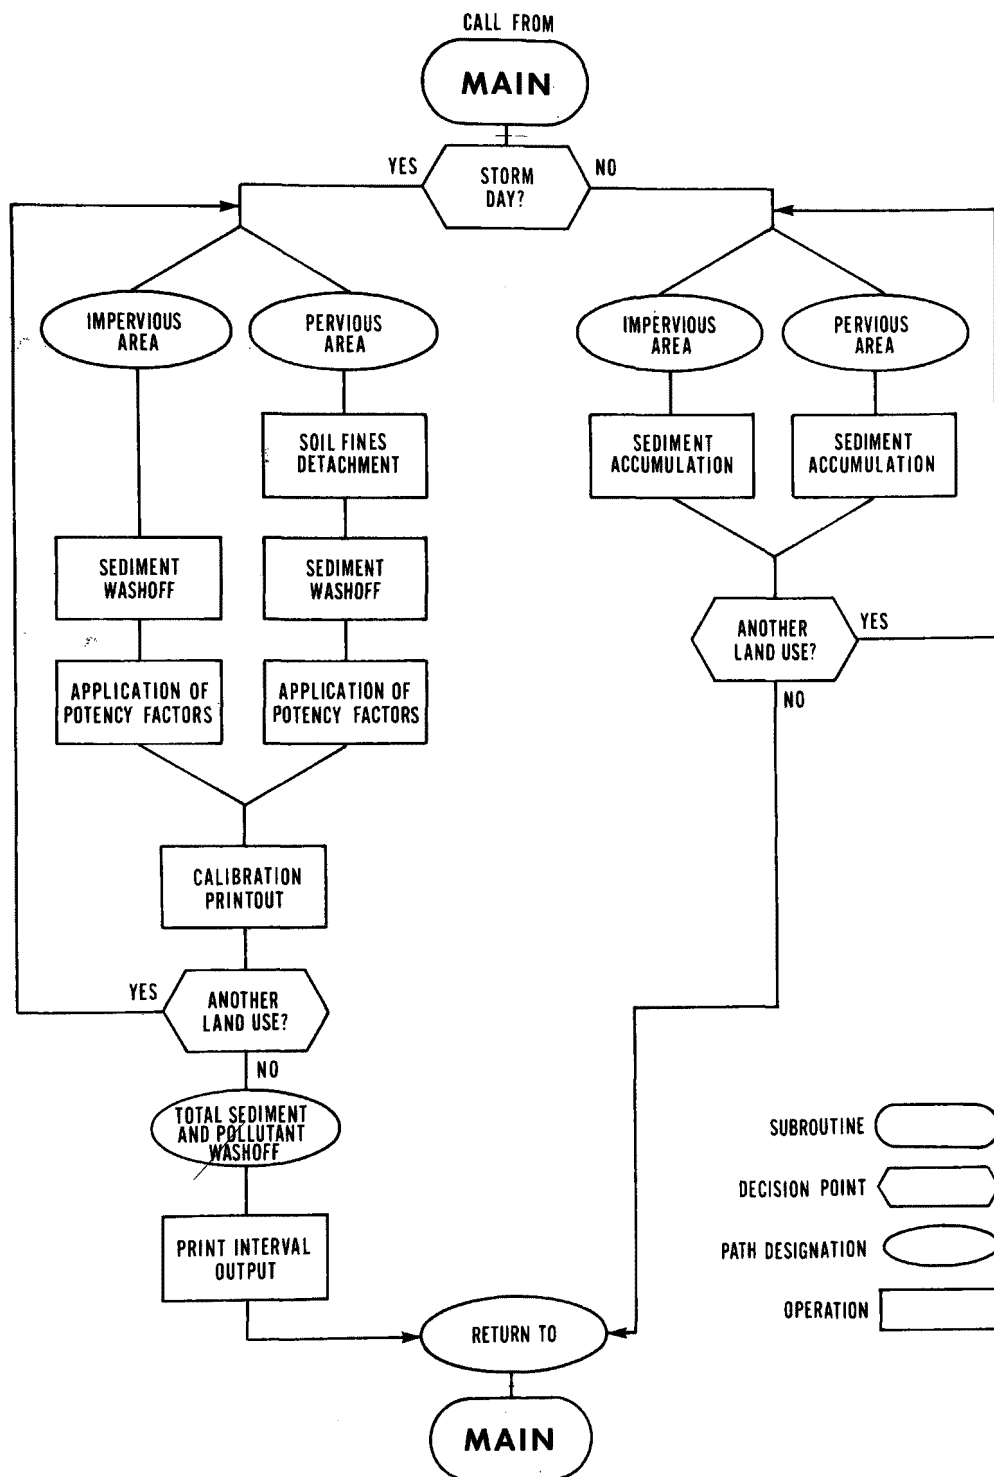 CALL FROM
MAIN
STORM
DAY?
YES
NO
IMPERVIOUS
AREA
PERVIOUS
AREA
SOIL FINES
DETACHMENT
SEDIMENT
WASHOFF
SEDIMENT
WASHOFF
APPLICATION OF
POTENCY FACTORS
APPLICATION OF
POTENCY FACTORS
CALIBRATION
PRINTOUT
ANOTHER
LAND USE?
YES
NO
TOTAL SEDIMENT
AND POLLUTANT
WASHOFF
PRINT INTERVAL
OUTPUT
IMPERVIOUS
AREA
PERVIOUS
AREA
SEDIMENT
ACCUMULATION
SEDIMENT
ACCUMULATION
ANOTHER
LAND USE?
YES
NO
RETURN TO
MAIN
SUBROUTINE
DECISION POINT
PATH DESIGNATION
OPERATION